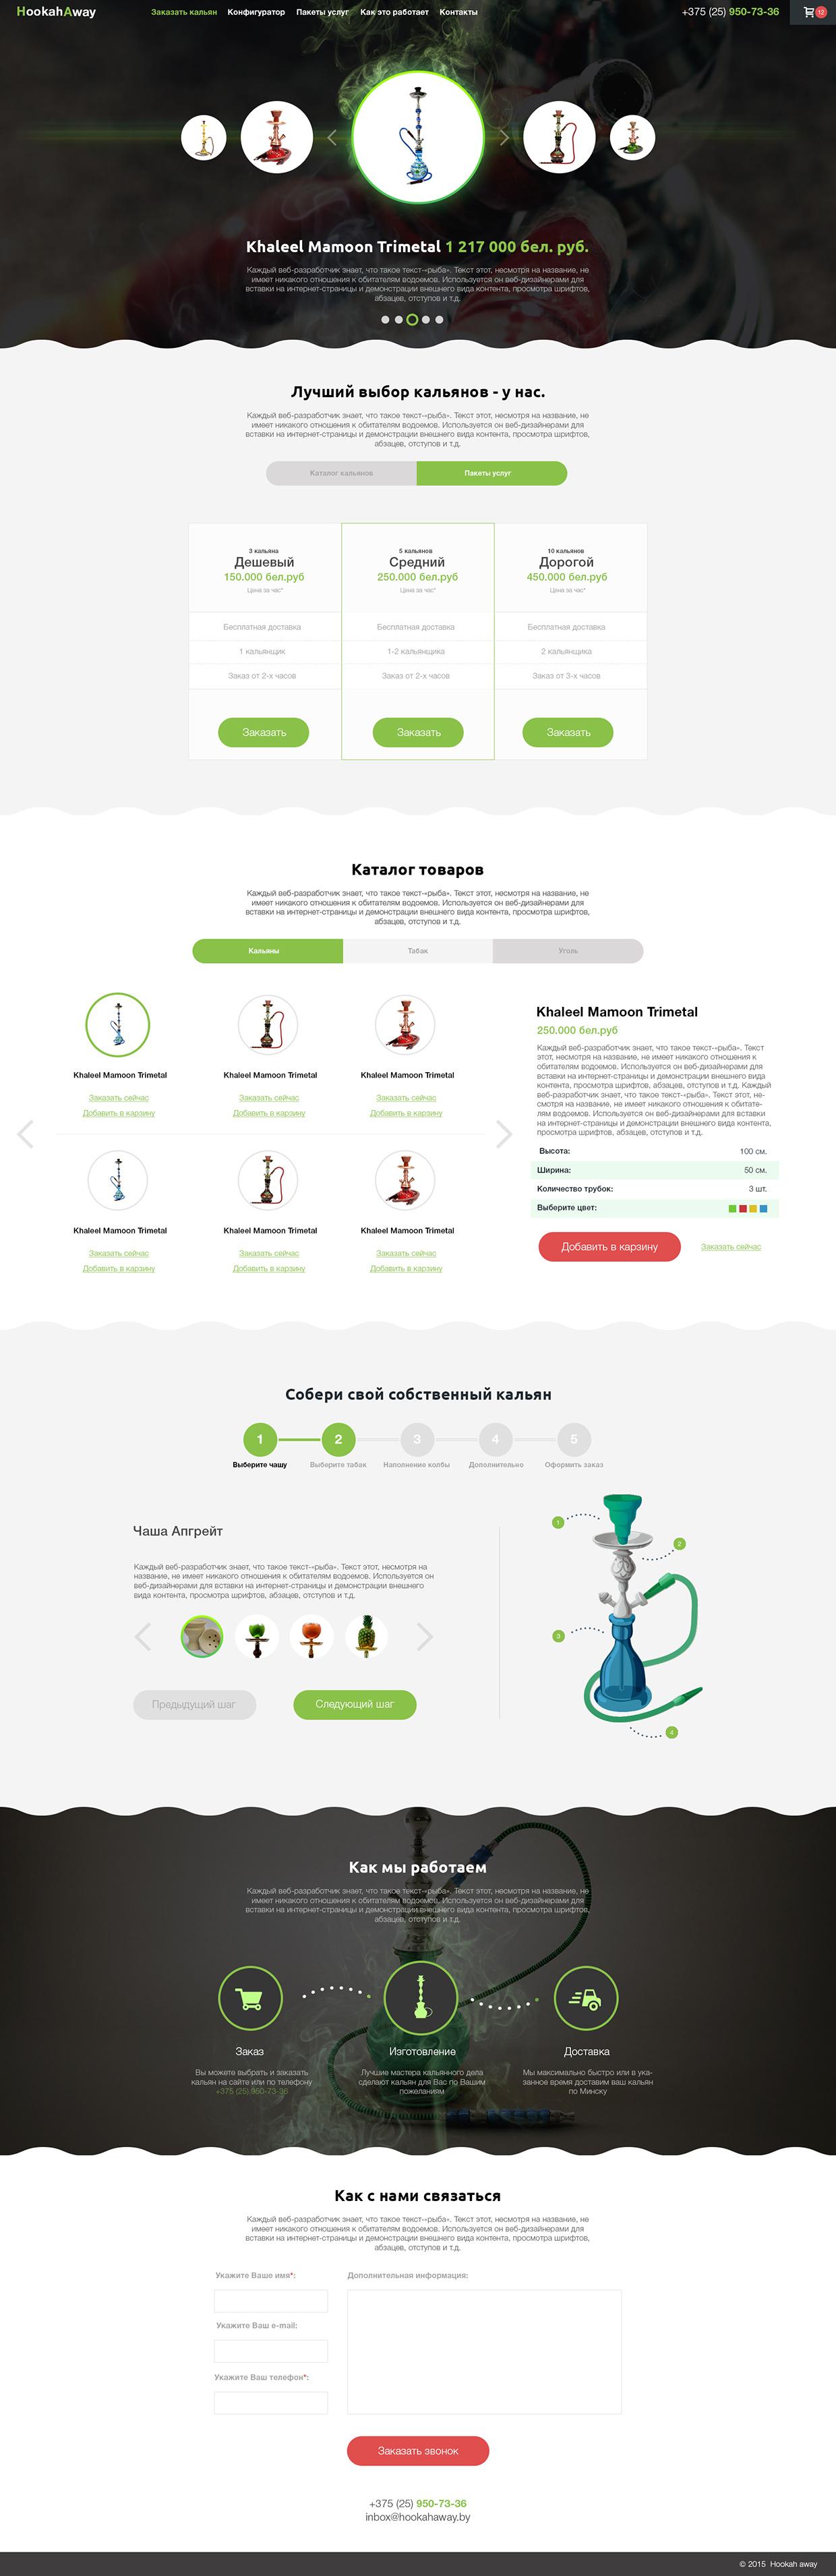 HookahAway
Заказать кальян Конфигуратор Пакеты услуг Как это работает Контакты
+375 (25) 950-73-36
12
Khaleel Mamoon Trimetal 1 217 000 бел. руб.
Каждый веб-разработчик знает, что такое текст-«рыба». Текст этот, несмотря на название, не
имеет никакого отношения к обитателям водоемов. Используется он веб-дизайнерами для
вставки на интернет-страницы и демонстрации внешнего вида контента, просмотра шрифтов,
абзацев, отступов и т.д.
Лучший выбор кальянов - у нас.
Каждый веб-разработчик знает, что такое текст-«рыба». Текст этот, несмотря на название, не
имеет никакого отношения к обитателям водоемов. Используется он веб-дизайнерами для
вставки на интернет-страницы и демонстрации внешнего вида контента, просмотра шрифтов,
абзацев, отступов и т.д.
Каталог кальянов Пакеты услуг
3 кальяна 5 кальянов 10 кальянов
Дешевый Средний Дорогой
150.000 бел.руб 250.000 бел.руб 450.000 бел.руб
Цена за час* Цена за час* Цена за час*
Бесплатная доставка Бесплатная доставка Бесплатная доставка
1 кальянщик 1-2 кальянщика 2 кальянщика
Заказ от 2-х часов Заказ от 2-х часов Заказ от 3-х часов
Заказать Заказать Заказать
Каталог товаров
Каждый веб-разработчик знает, что такое текст-«рыба». Текст этот, несмотря на название, не
имеет никакого отношения к обитателям водоемов. Используется он веб-дизайнерами для
вставки на интернет-страницы и демонстрации внешнего вида контента, просмотра шрифтов,
абзацев, отступов и т.д.
Кальяны Табак Уголь
Khaleel Mamoon Trimetal Khaleel Mamoon Trimetal Khaleel Mamoon Trimetal
Заказать сейчас Заказать сейчас Заказать сейчас
Добавить в карзину Добавить в карзину Добавить в карзину
Khaleel Mamoon Trimetal Khaleel Mamoon Trimetal Khaleel Mamoon Trimetal
Заказать сейчас Заказать сейчас Заказать сейчас
Добавить в карзину Добавить в карзину Добавить в карзину
Khaleel Mamoon Trimetal
250.000 бел.руб
Каждый веб-разработчик знает, что такое текст-«рыба». Текст
этот, несмотря на название, не имеет никакого отношения к
обитателям водоемов. Используется он веб-дизайнерами для
вставки на интернет-страницы и демонстрации внешнего вида
контента, просмотра шрифтов, абзацев, отступов и т.д. Каждый
веб-разработчик знает, что такое текст-«рыба». Текст этот, не-
смотря на название, не имеет никакого отношения к обитате-
лям водоемов. Используется он веб-дизайнерами для вставки
на интернет-страницы и демонстрации внешнего вида контента,
просмотра шрифтов, абзацев, отступов и т.д.
Высота: 100 см.
Ширина: 50 см.
Количество трубок: 3 шт.
Выберите цвет:
Добавить в карзину Заказать сейчас
Собери свой собственный кальян
1 2 3 4 5
Выберите чашу Выберите табак Наполнение колбы Дополнительно Оформить заказ
Чаша Апгрейт
Каждый веб-разработчик знает, что такое текст-«рыба». Текст этот, несмотря на
название, не имеет никакого отношения к обитателям водоемов. Используется он
веб-дизайнерами для вставки на интернет-страницы и демонстрации внешнего
вида контента, просмотра шрифтов, абзацев, отступов и т.д.
Предыдущий шаг Следующий шаг
1
2
3
4
Как мы работаем
Каждый веб-разработчик знает, что такое текст-«рыба». Текст этот, несмотря на название, не
имеет никакого отношения к обитателям водоемов. Используется он веб-дизайнерами для
вставки на интернет-страницы и демонстрации внешнего вида контента, просмотра шрифтов,
абзацев, отступов и т.д.
Заказ Изготовление Доставка
Вы можете выбрать и заказать
кальян на сайте или по телефону
+375 (25) 950-73-36
Лучшие мастера кальянного дела
сделают кальян для Вас по Вашим
пожеланиям
Мы максимально быстро или в ука-
занное время доставим ваш кальян
по Минску
Как с нами связаться
Каждый веб-разработчик знает, что такое текст-«рыба». Текст этот, несмотря на название, не
имеет никакого отношения к обитателям водоемов. Используется он веб-дизайнерами для
вставки на интернет-страницы и демонстрации внешнего вида контента, просмотра шрифтов,
абзацев, отступов и т.д.
Укажите Ваше имя*: Дополнительная информация:
Укажите Ваш e-mail:
Укажите Ваш телефон*:
Заказать звонок
+375 (25) 950-73-36
inbox@hookahaway.by
© 2015 Hookah away